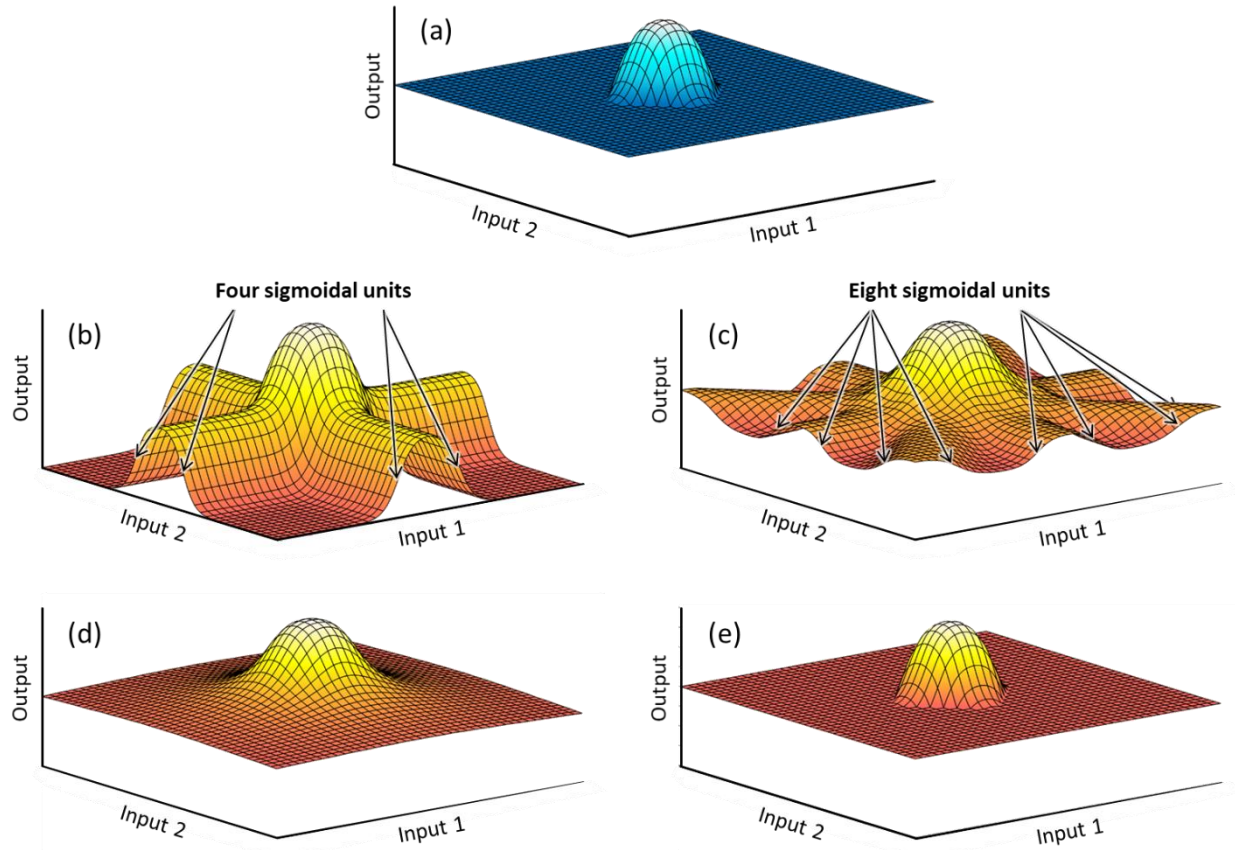 (a)
Output
Input 2
Input 1
Four sigmoidal units
(b)
Output
Input 2
Input 1
Eight sigmoidal units
(c)
Output
Input 2
Input 1
(d)
Output
Input 2
Input 1
(e)
Output
Input 2
Input 1